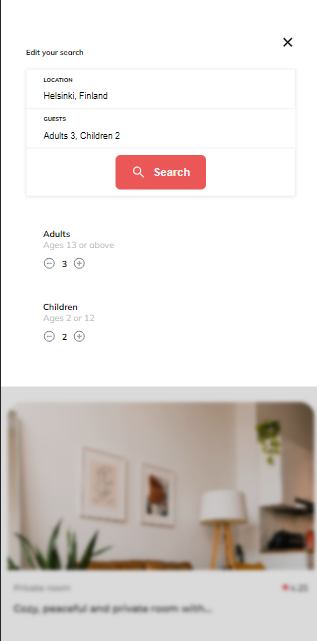 Edit your search
LOCATION
Helsinki, Finland
GUESTS
Adults 3, Children 2
Search
Adults
Ages 13 or above
3
Children
Ages 2 or 12
2
Private room
4.25
Cozy, peaceful and private room with...